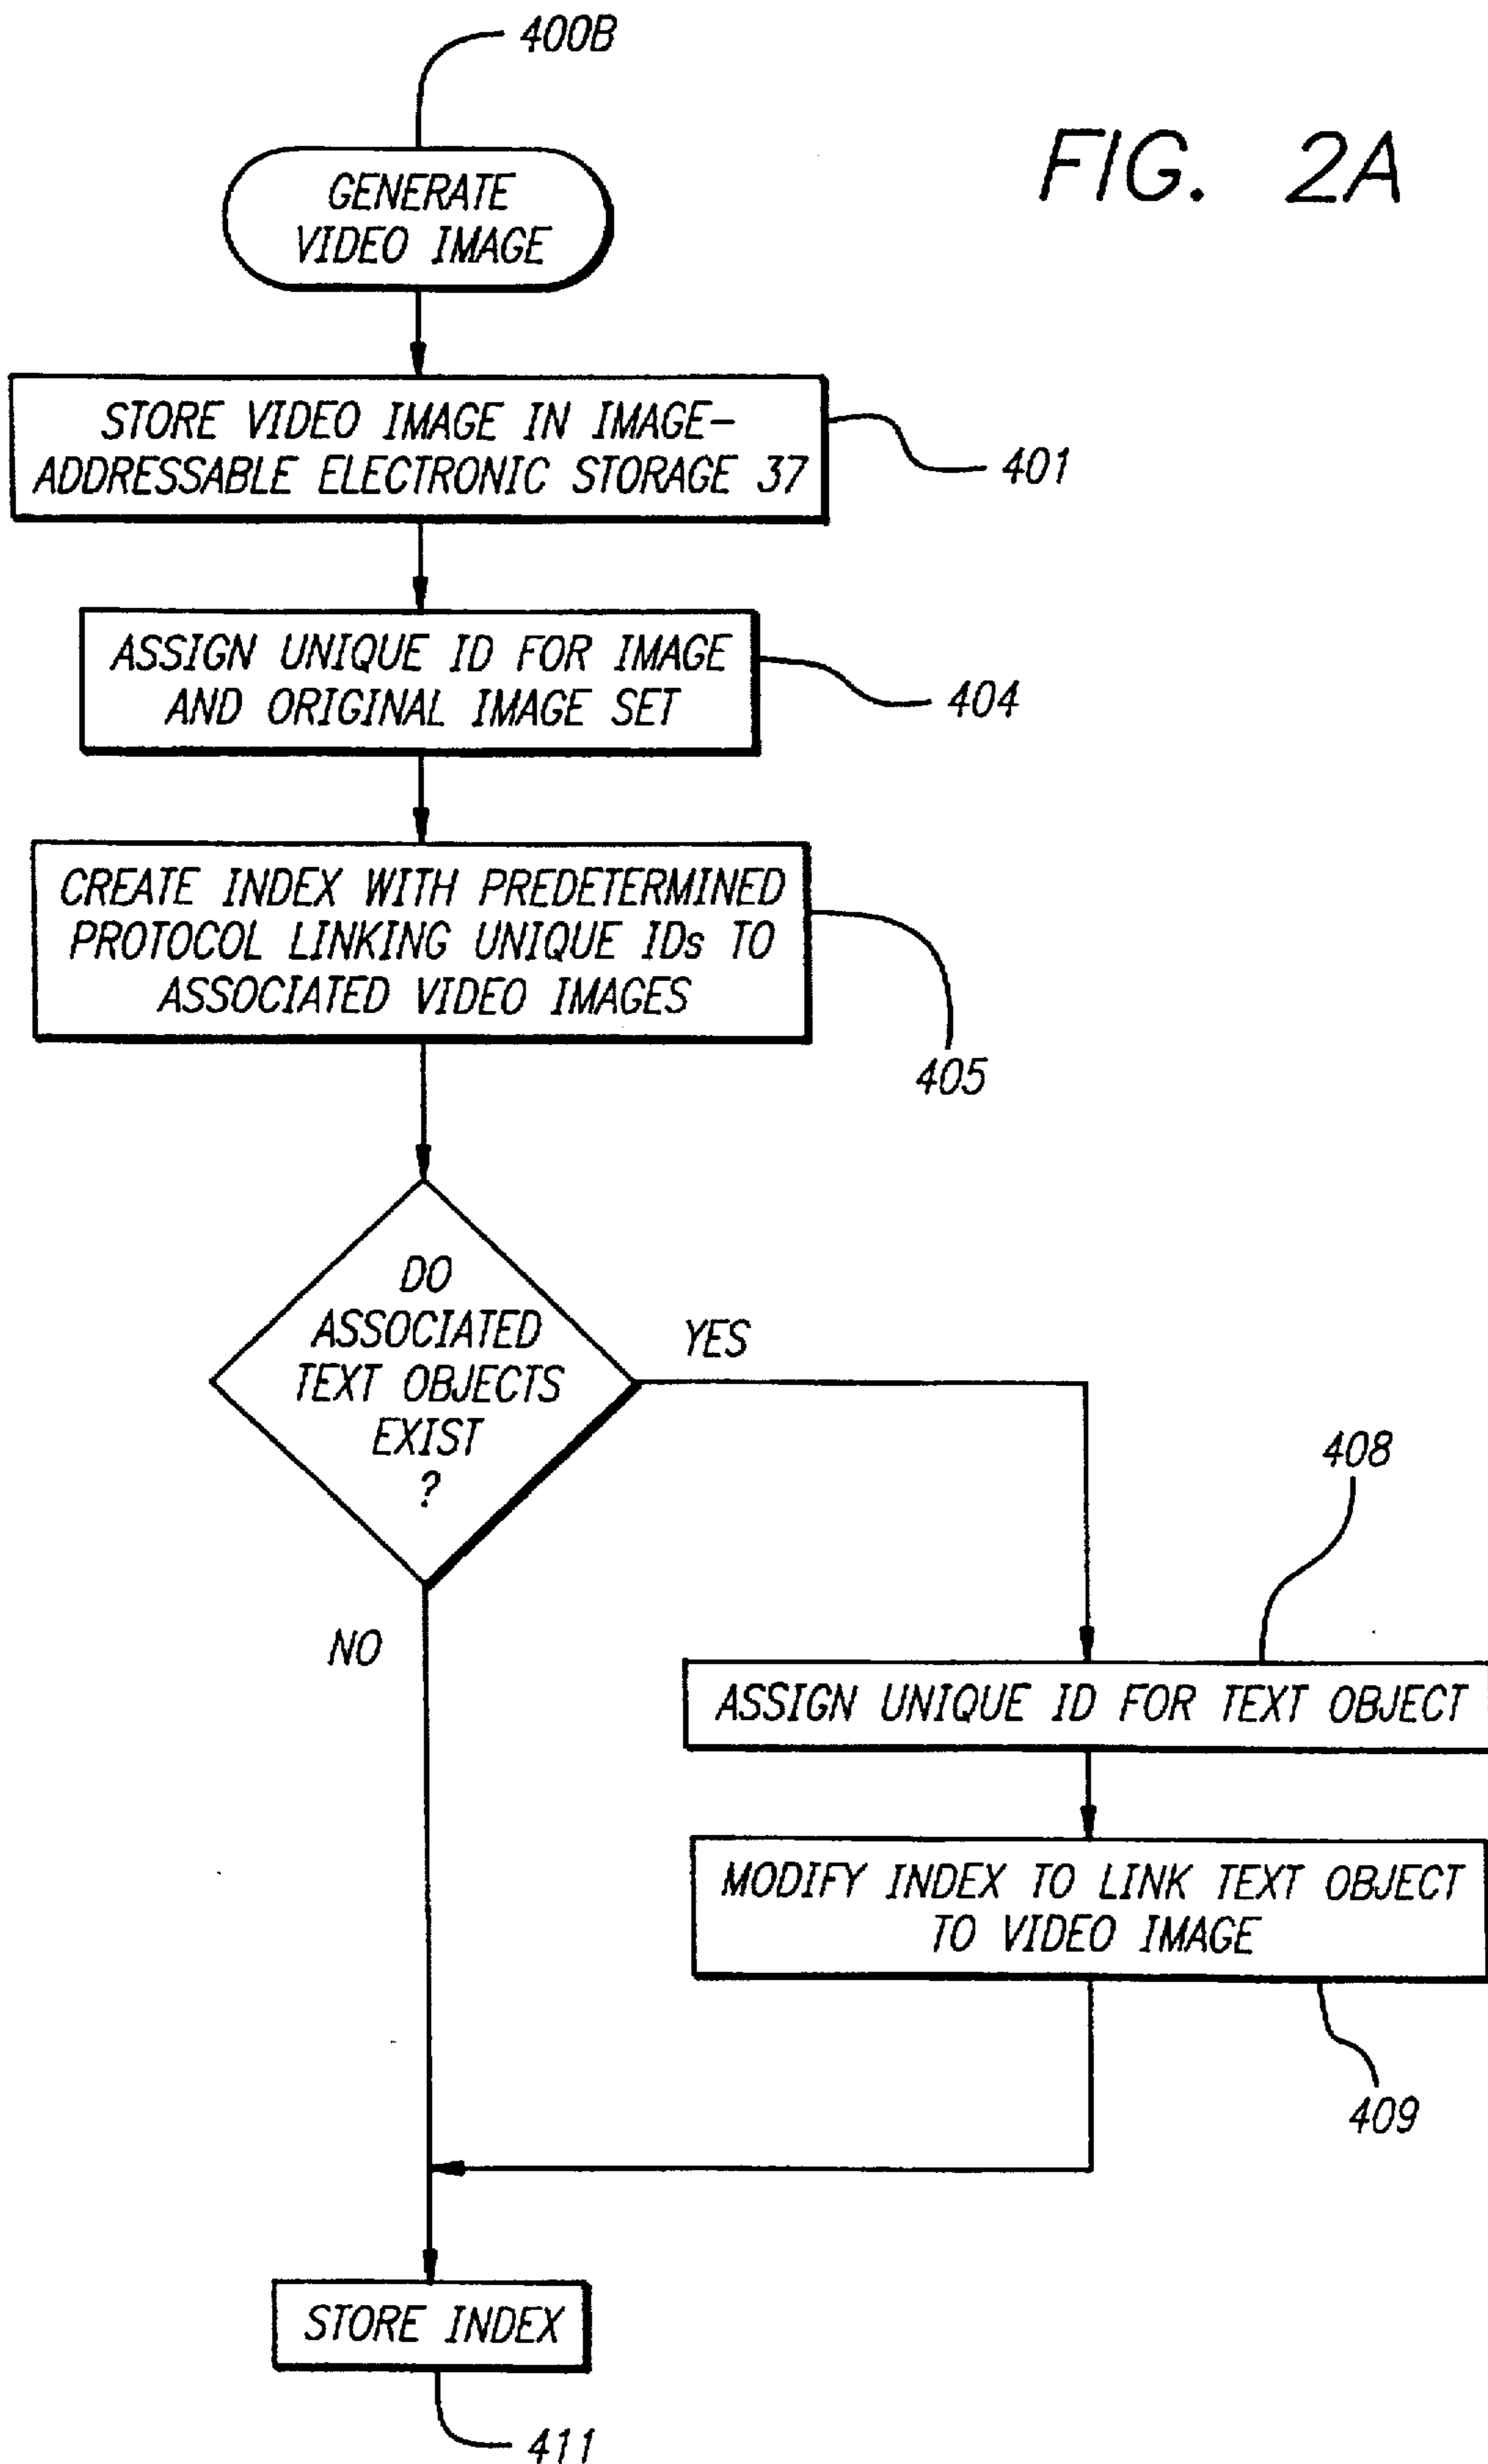 400B
FIG. 2A
GENERATE
VIDEO IMAGE
STORE VIDEO IMAGE IN IMAGE-
ADDRESSABLE ELECTRONIC STORAGE 37
401
ASSIGN UNIQUE ID FOR IMAGE
AND ORIGINAL IMAGE SET
404
CREATE INDEX WITH PREDETERMINED
PROTOCOL LINKING UNIQUE IDs TO
ASSOCIATED VIDEO IMAGES
405
DO
ASSOCIATED
TEXT OBJECTS
EXIST
?
YES
NO
408
ASSIGN UNIQUE ID FOR TEXT OBJECT
MODIFY INDEX TO LINK TEXT OBJECT
TO VIDEO IMAGE
409
STORE INDEX
411